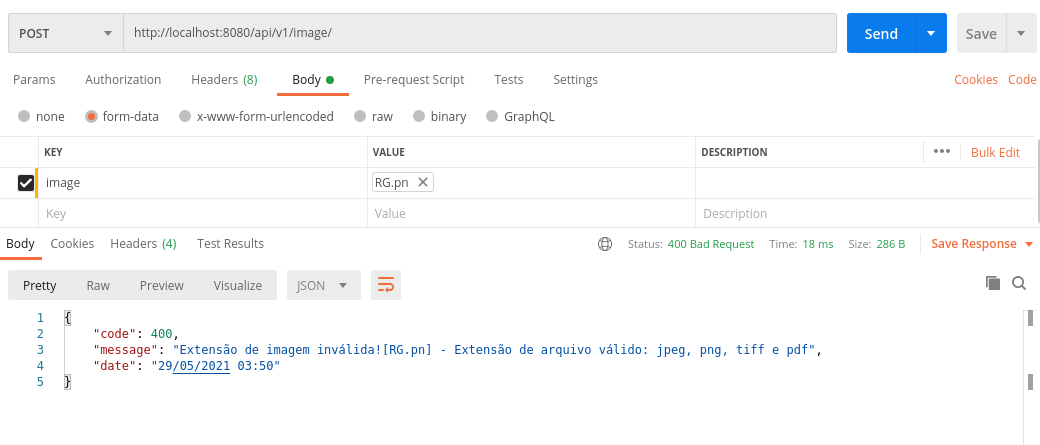 POST http://localhost:8080/api/v1/image/ Send Save
Params Authorization Headers (8) Body Pre-request Script Tests Settings Cookies Code
none form-data x-www-form-urlencoded raw binary GraphQL
KEY VALUE DESCRIPTION ••• Bulk Edit
image RG.pn
Key Value Description
Body Cookies Headers (4) Test Results Status: 400 Bad Request Time: 18 ms Size: 286 B Save Response
Pretty Raw Preview Visualize JSON
1 {
2 "code": 400,
3 "message": "Extensão de imagem inválida![RG.pn] - Extensão de arquivo válido: jpeg, png, tiff e pdf",
4 "date": "29/05/2021 03:50"
5 }